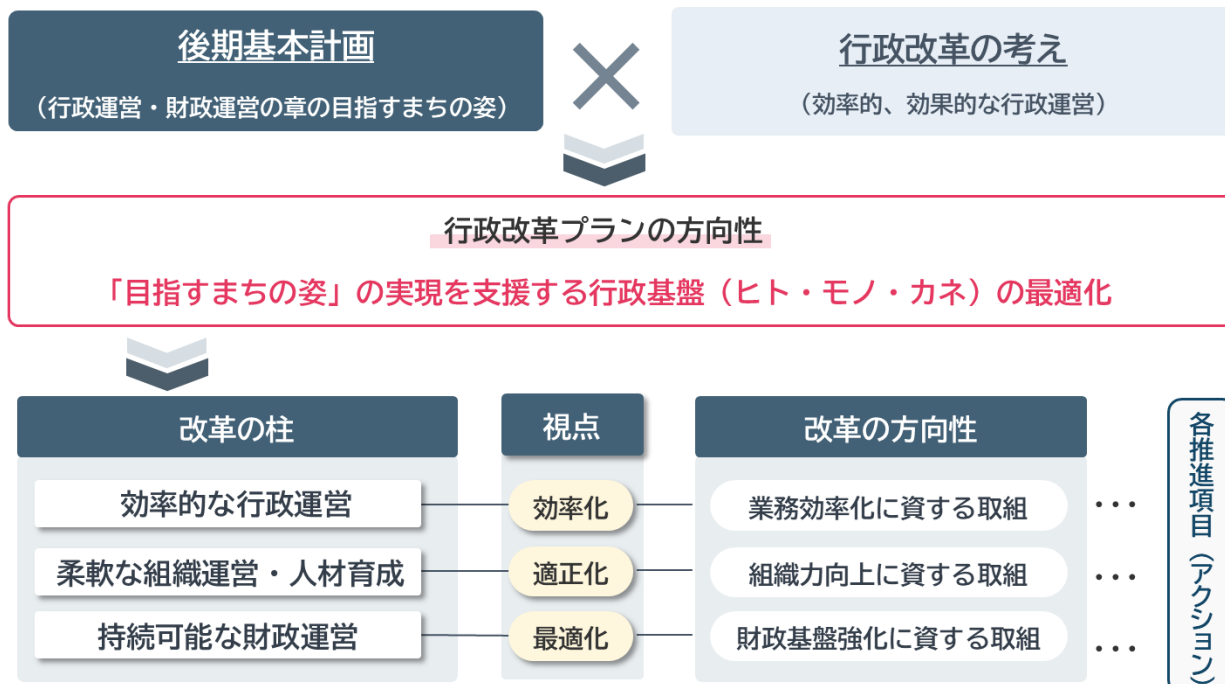 後期基本計画
（行政運営・財政運営の章の目指すまちの姿）
行政改革の考え
（効率的、効果的な行政運営）
行政改革プランの方向性
「目指すまちの姿」の実現を支援する行政基盤（ヒト・モノ・カネ）の最適化
改革の柱
視点
改革の方向性
効率的な行政運営
効率化
業務効率化に資する取組
・・・
柔軟な組織運営・人材育成
適正化
組織力向上に資する取組
・・・
持続可能な財政運営
最適化
財政基盤強化に資する取組
・・・
各推進項目（アクション）